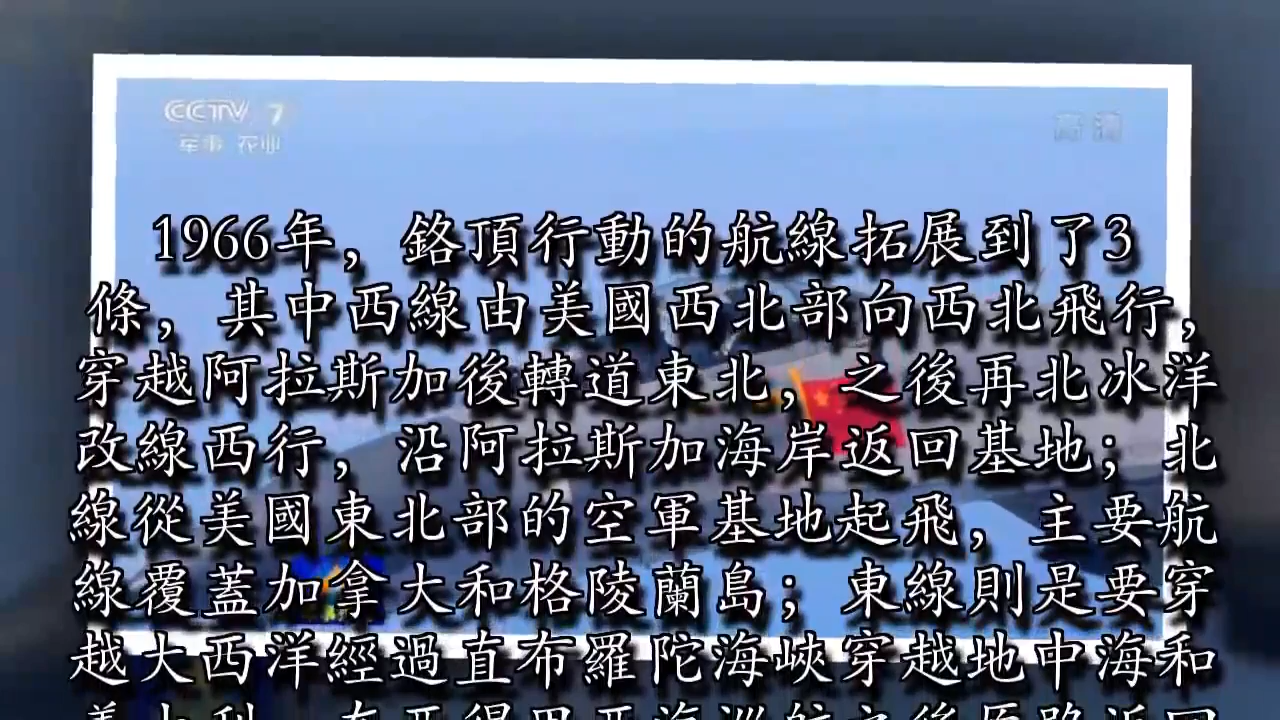 CCTV 7
军事 农业
高清
1966年，鉻頂行動的航線拓展到了3
條，其中西線由美國西北部向西北飛行，
穿越阿拉斯加後轉道東北，之後再北冰洋
改線西行，沿阿拉斯加海岸返回基地；北
線從美國東北部的空軍基地起飛，主要航
線覆蓋加拿大和格陵蘭島；東線則是要穿
越大西洋經過直布羅陀海峽穿越地中海和